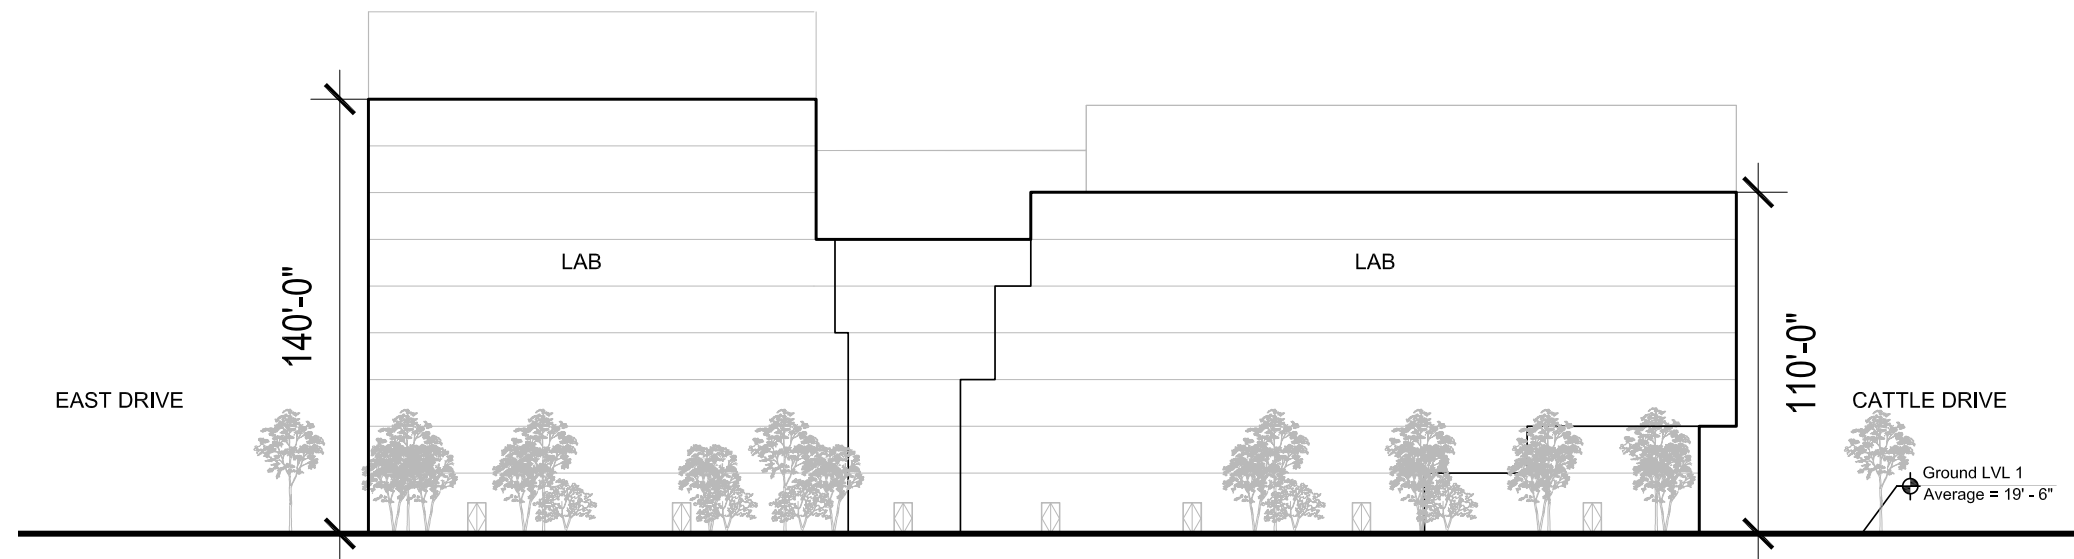 LAB
LAB
140'-0"
110'-0"
EAST DRIVE
CATTLE DRIVE
Ground LVL 1
Average = 19' - 6"